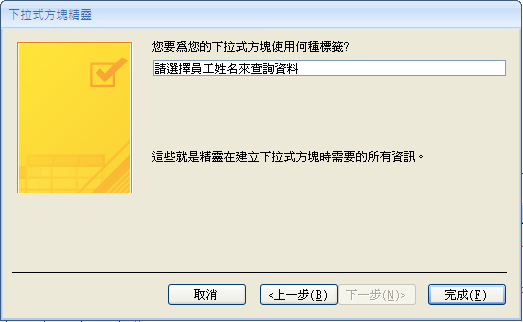 下拉式方塊精靈
您要為您的下拉式方塊使用何種標籤?
請選擇員工姓名來查詢資料
這些就是精靈在建立下拉式方塊時需要的所有資訊。
取消 <上一步(B) 下一步(N)> 完成(F)